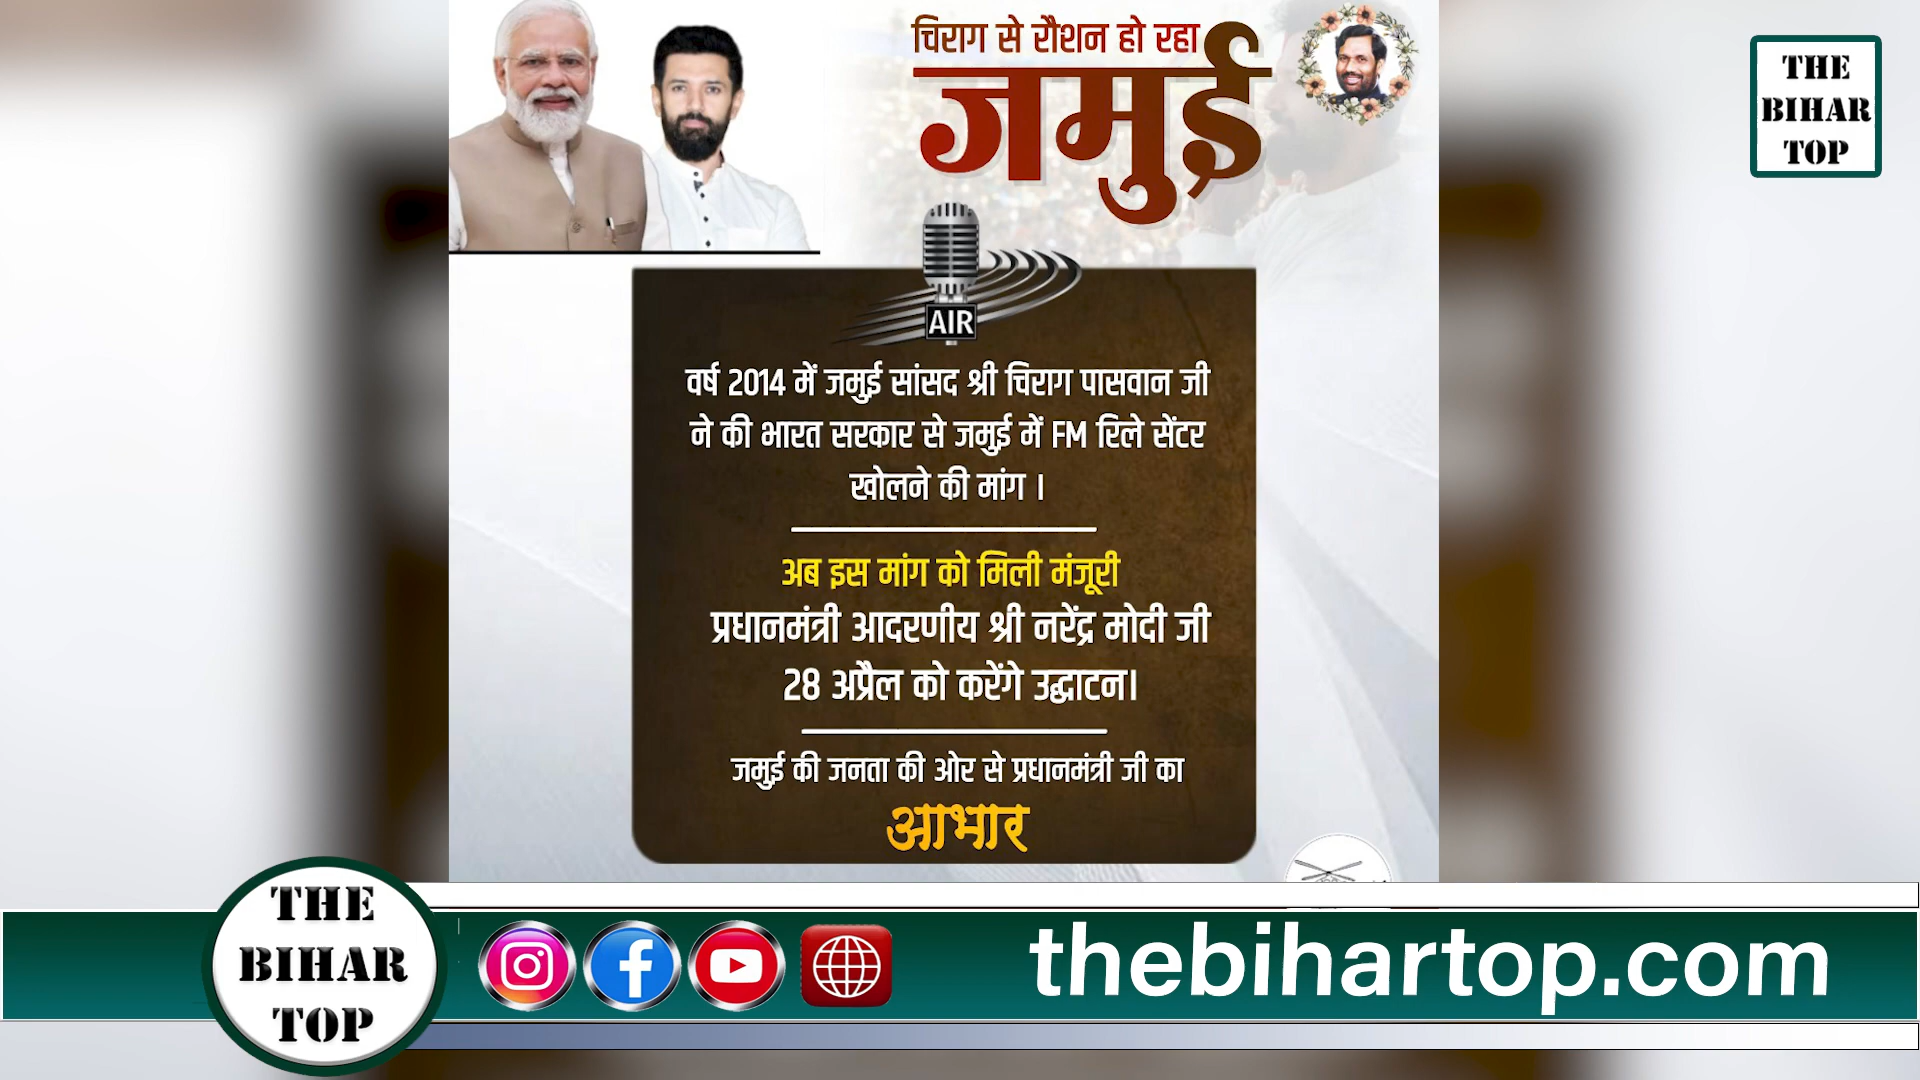 चिराग से रौशन हो रहा
जमुई
THE
BIHAR
TOP
AIR
वर्ष 2014 में जमुई सांसद श्री चिराग पासवान जी
ने की भारत सरकार से जमुई में FM रिले सेंटर
खोलने की मांग ।
अब इस मांग को मिली मंजूरी
प्रधानमंत्री आदरणीय श्री नरेंद्र मोदी जी
28 अप्रैल को करेंगे उद्घाटन।
जमुई की जनता की ओर से प्रधानमंत्री जी का
आभार
THE
BIHAR
TOP
thebihartop.com